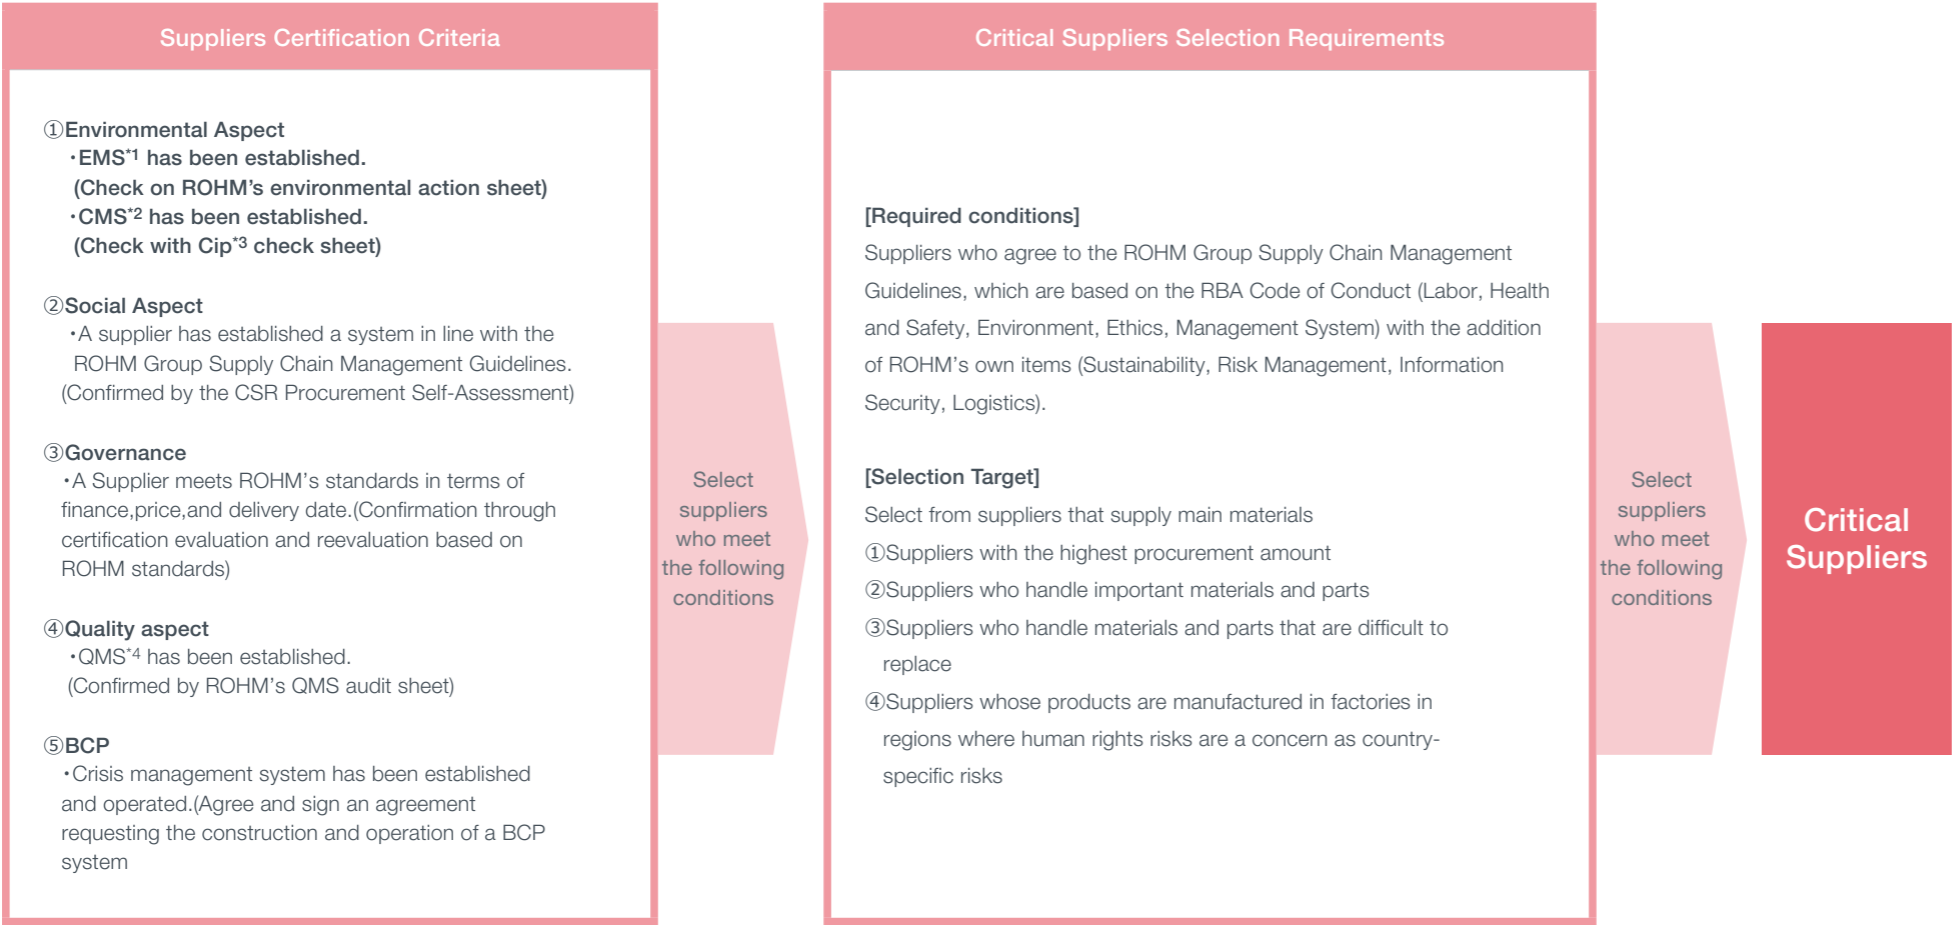 Suppliers Certification Criteria
①Environmental Aspect
・EMS*1 has been established.
(Check on ROHM's environmental action sheet)
・CMS*2 has been established.
(Check with Cip*3 check sheet)
②Social Aspect
・A supplier has established a system in line with the
ROHM Group Supply Chain Management Guidelines.
(Confirmed by the CSR Procurement Self-Assessment)
③Governance
・A Supplier meets ROHM's standards in terms of
finance,price,and delivery date.(Confirmation through
certification evaluation and reevaluation based on
ROHM standards)
④Quality aspect
・QMS*4 has been established.
(Confirmed by ROHM's QMS audit sheet)
⑤BCP
・Crisis management system has been established
and operated.(Agree and sign an agreement
requesting the construction and operation of a BCP
system
Select
suppliers
who meet
the following
conditions
Critical Suppliers Selection Requirements
[Required conditions]
Suppliers who agree to the ROHM Group Supply Chain Management
Guidelines, which are based on the RBA Code of Conduct (Labor, Health
and Safety, Environment, Ethics, Management System) with the addition
of ROHM's own items (Sustainability, Risk Management, Information
Security, Logistics).
[Selection Target]
Select from suppliers that supply main materials
①Suppliers with the highest procurement amount
②Suppliers who handle important materials and parts
③Suppliers who handle materials and parts that are difficult to
replace
④Suppliers whose products are manufactured in factories in
regions where human rights risks are a concern as country-
specific risks
Select
suppliers
who meet
the following
conditions
Critical
Suppliers